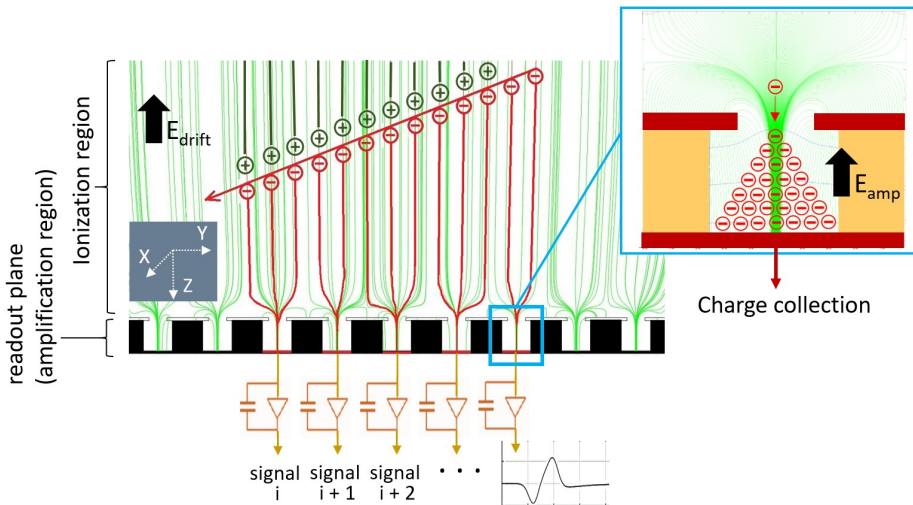 E_drift
Ionization region
readout plane
(amplification region)
Y
X
Z
E_amp
Charge collection
signal
i
signal
i + 1
signal
i + 2
· · ·